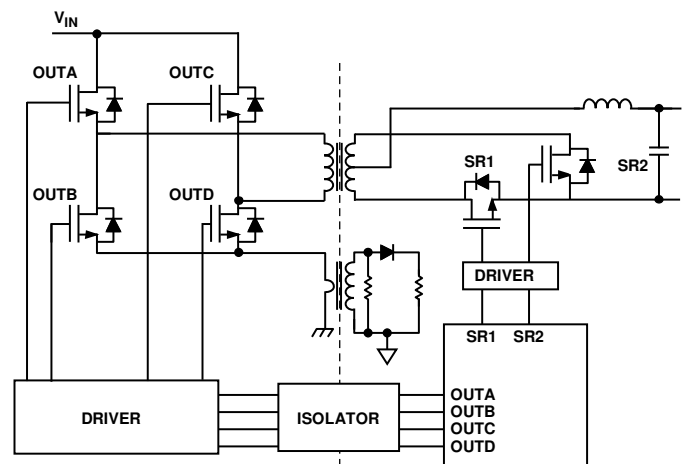 VIN
OUTA
OUTC
OUTB
OUTD
SR1
SR2
DRIVER
SR1 SR2
DRIVER
ISOLATOR
OUTA
OUTB
OUTC
OUTD